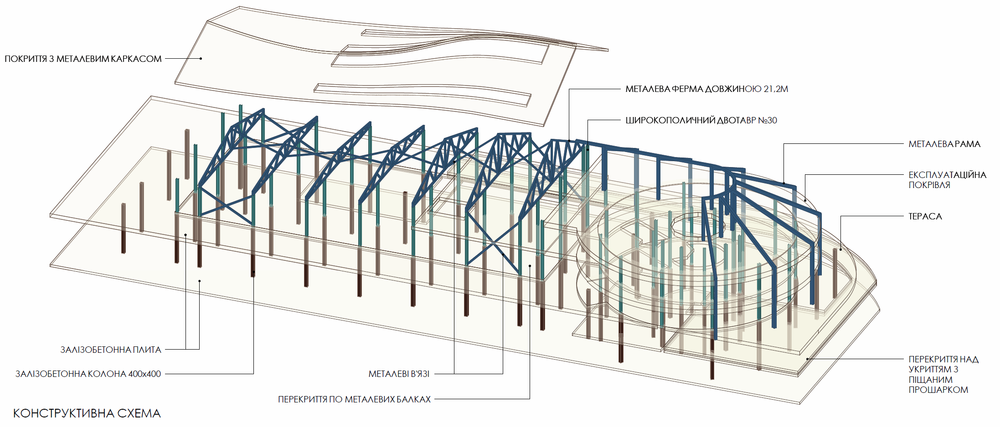 ПОКРИТТЯ З МЕТАЛЕВИМ КАРКАСОМ
МЕТАЛЕВА ФЕРМА ДОВЖИНОЮ 21,2М
ШИРОКОПОЛИЧНИЙ ДВОТАВР №30
МЕТАЛЕВА РАМА
ЕКСПЛУАТАЦІЙНА
ПОКРІВЛЯ
ТЕРАСА
ЗАЛІЗОБЕТОННА ПЛИТА
ЗАЛІЗОБЕТОННА КОЛОНА 400х400
МЕТАЛЕВІ В'ЯЗІ
ПЕРЕКРИТТЯ ПО МЕТАЛЕВИХ БАЛКАХ
ПЕРЕКРИТТЯ НАД
УКРИТТЯМ З
ПІЩАНИМ
ПРОШАРКОМ
КОНСТРУКТИВНА СХЕМА